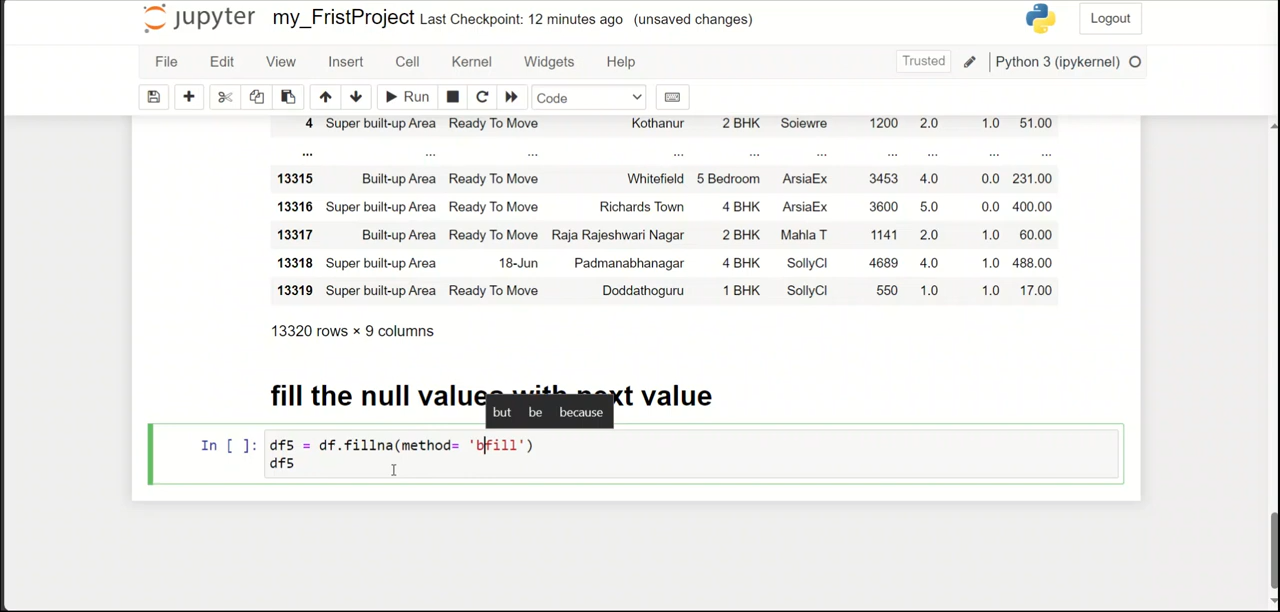 jupyter my_FristProject Last Checkpoint: 12 minutes ago (unsaved changes) Logout
File Edit View Insert Cell Kernel Widgets Help Trusted Python 3 (ipykernel)
Run Code
4 Super built-up Area Ready To Move Kothanur 2 BHK Soiewre 1200 2.0 1.0 51.00
... ... ... ... ... ... ... ... ... ...
13315 Built-up Area Ready To Move Whitefield 5 Bedroom ArsiaEx 3453 4.0 0.0 231.00
13316 Super built-up Area Ready To Move Richards Town 4 BHK ArsiaEx 3600 5.0 0.0 400.00
13317 Built-up Area Ready To Move Raja Rajeshwari Nagar 2 BHK Mahla T 1141 2.0 1.0 60.00
13318 Super built-up Area 18-Jun Padmanabhanagar 4 BHK SollyCl 4689 4.0 1.0 488.00
13319 Super built-up Area Ready To Move Doddathoguru 1 BHK SollyCl 550 1.0 1.0 17.00
13320 rows × 9 columns
fill the null values with next value
but be because
In [ ]: df5 = df.fillna(method= 'bfill')
df5